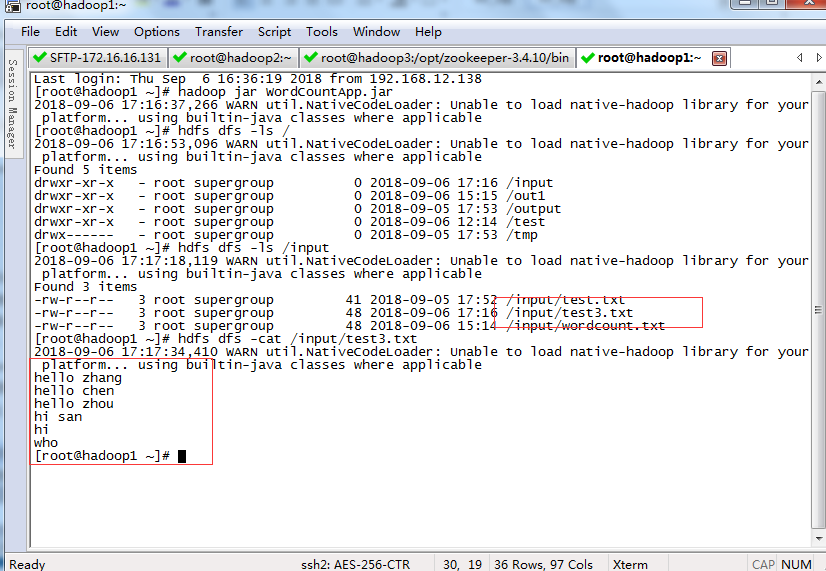 root@hadoop1:~
File Edit View Options Transfer Script Tools Window Help
SFTP-172.16.16.131 root@hadoop2:~ root@hadoop3:/opt/zookeeper-3.4.10/bin root@hadoop1:~
Session Manager
Last login: Thu Sep  6 16:36:19 2018 from 192.168.12.138
[root@hadoop1 ~]# hadoop jar WordCountApp.jar
2018-09-06 17:16:37,266 WARN util.NativeCodeLoader: Unable to load native-hadoop library for your
 platform... using builtin-java classes where applicable
[root@hadoop1 ~]# hdfs dfs -ls /
2018-09-06 17:16:53,096 WARN util.NativeCodeLoader: Unable to load native-hadoop library for your
 platform... using builtin-java classes where applicable
Found 5 items
drwxr-xr-x   - root supergroup          0 2018-09-06 17:16 /input
drwxr-xr-x   - root supergroup          0 2018-09-06 15:15 /out1
drwxr-xr-x   - root supergroup          0 2018-09-05 17:53 /output
drwxr-xr-x   - root supergroup          0 2018-09-06 12:14 /test
drwx------   - root supergroup          0 2018-09-05 17:53 /tmp
[root@hadoop1 ~]# hdfs dfs -ls /input
2018-09-06 17:17:18,119 WARN util.NativeCodeLoader: Unable to load native-hadoop library for your
 platform... using builtin-java classes where applicable
Found 3 items
-rw-r--r--   3 root supergroup         41 2018-09-05 17:52 /input/test.txt
-rw-r--r--   3 root supergroup         48 2018-09-06 17:16 /input/test3.txt
-rw-r--r--   3 root supergroup         48 2018-09-06 15:14 /input/wordcount.txt
[root@hadoop1 ~]# hdfs dfs -cat /input/test3.txt
2018-09-06 17:17:34,410 WARN util.NativeCodeLoader: Unable to load native-hadoop library for your
 platform... using builtin-java classes where applicable
hello zhang
hello chen
hello zhou
hi san
hi
who
[root@hadoop1 ~]#
Ready ssh2: AES-256-CTR 30, 19 36 Rows, 97 Cols Xterm CAP NUM